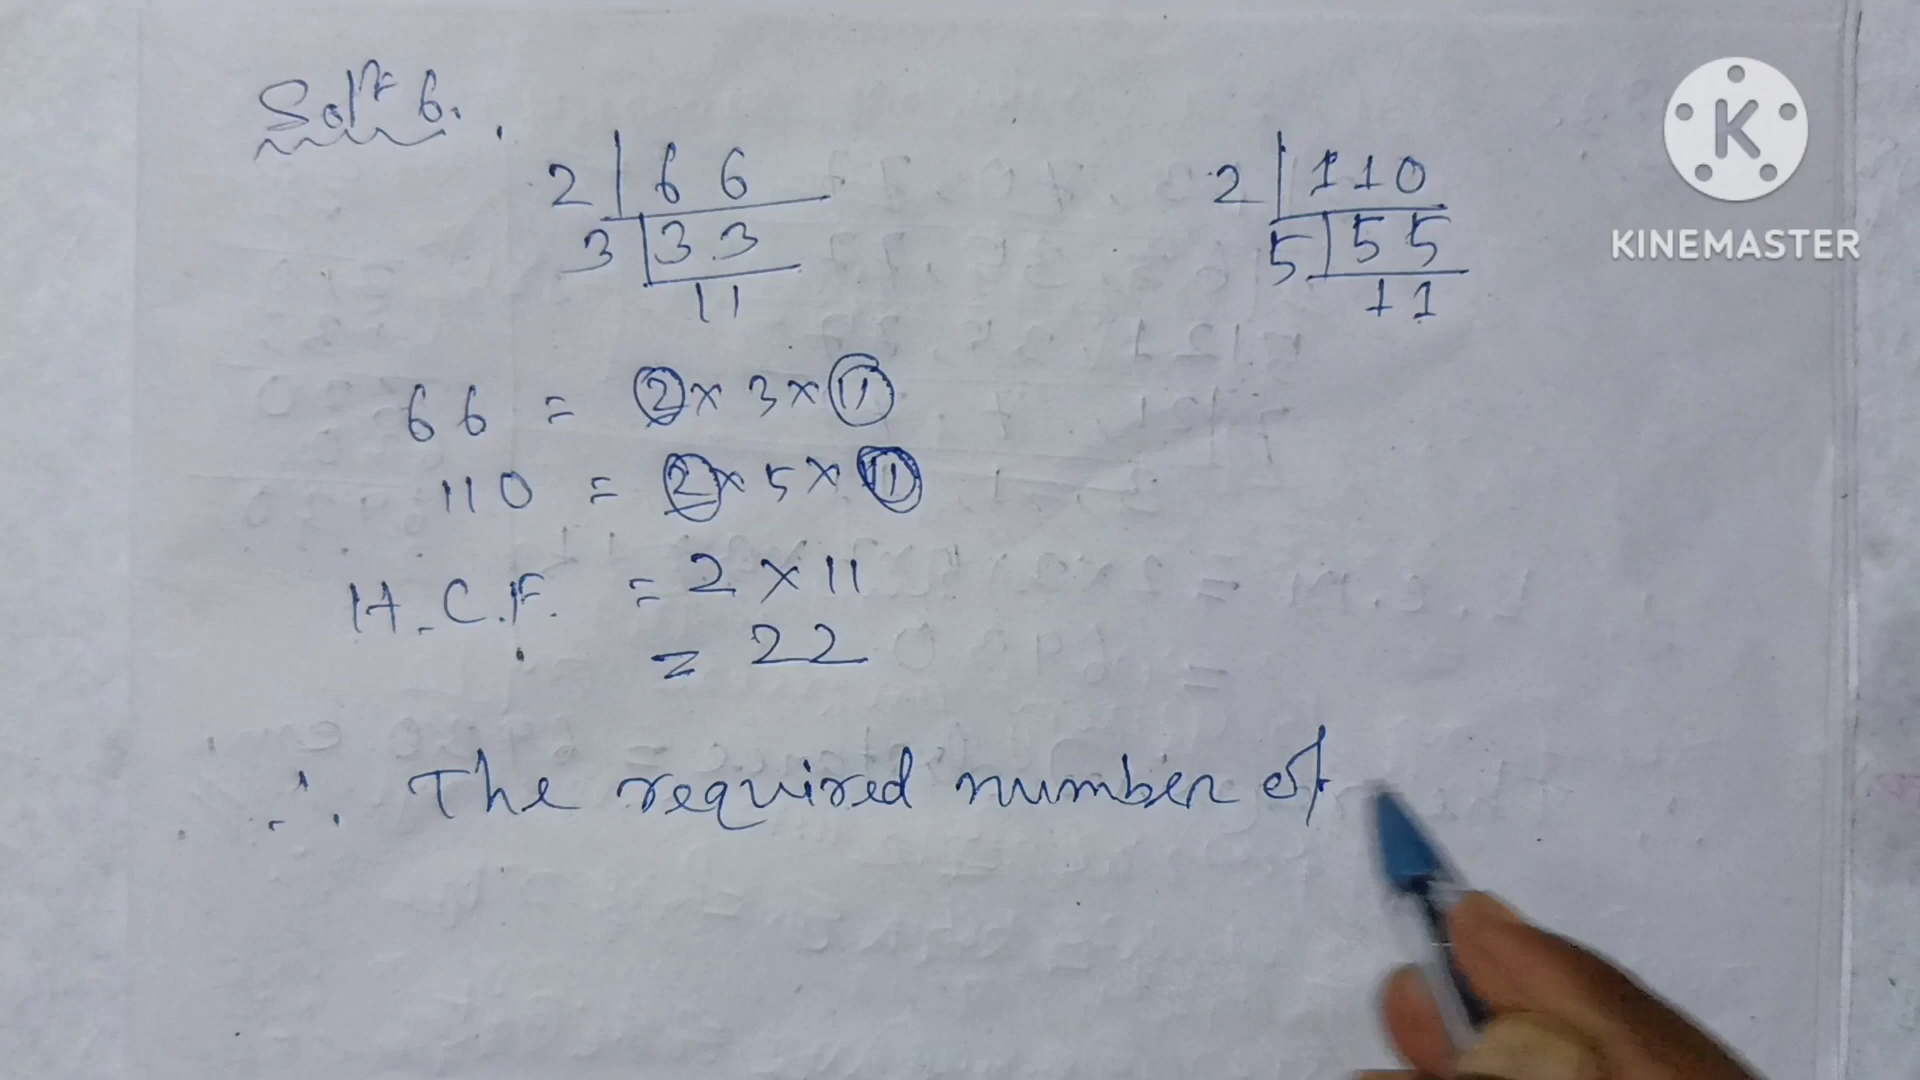 Solⁿ 6.
2 | 66
3 | 33
11
2 | 110
5 | 55
11
66 = 2 × 3 × 11
110 = 2 × 5 × 11
H.C.F. = 2 × 11
= 22
∴ The required number of
K
KINEMASTER